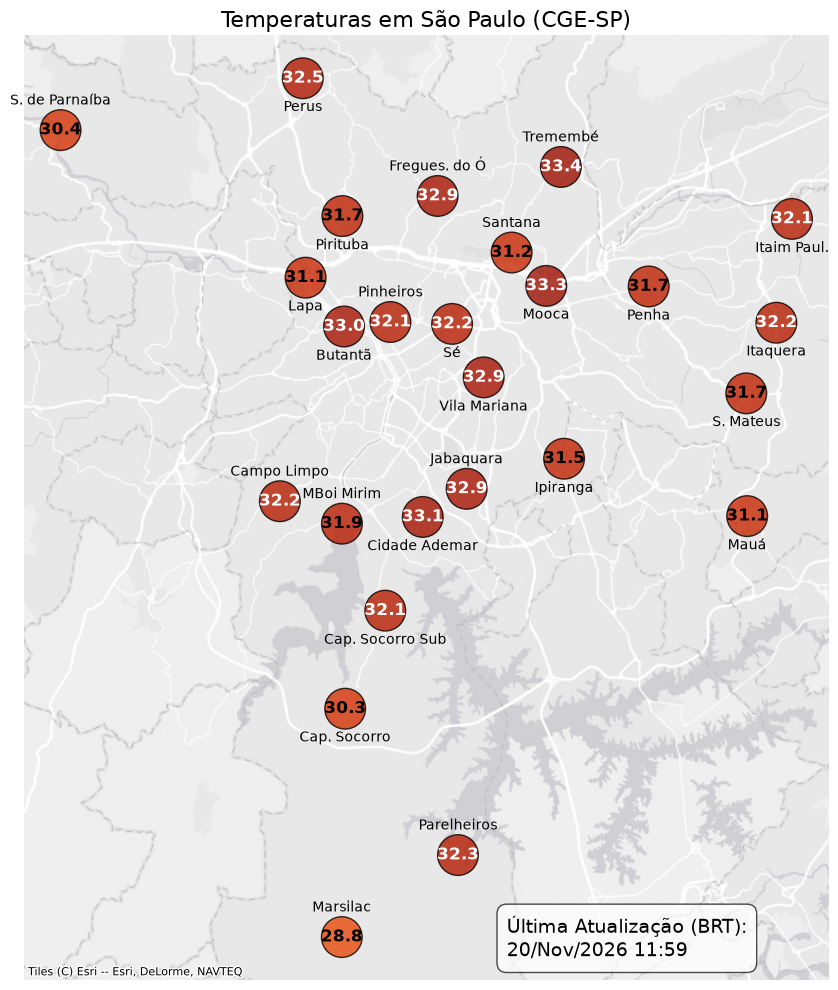 Temperaturas em São Paulo (CGE-SP)
32.5
Perus
S. de Parnaíba
30.4
Tremembé
33.4
Fregues. do Ó
32.9
31.7
Pirituba
Santana
31.2
32.1
Itaim Paul.
31.1
Lapa
33.3
Mooca
31.7
Penha
Pinheiros
32.1
33.0
Butantã
32.2
Sé
32.2
Itaquera
32.9
Vila Mariana
31.7
S. Mateus
31.5
Ipiranga
Jabaquara
32.9
Campo Limpo
32.2
MBoi Mirim
31.9
33.1
Cidade Ademar
31.1
Mauá
32.1
Cap. Socorro Sub
30.3
Cap. Socorro
Parelheiros
32.3
Marsilac
28.8
Última Atualização (BRT):
20/Nov/2026 11:59
Tiles (C) Esri -- Esri, DeLorme, NAVTEQ